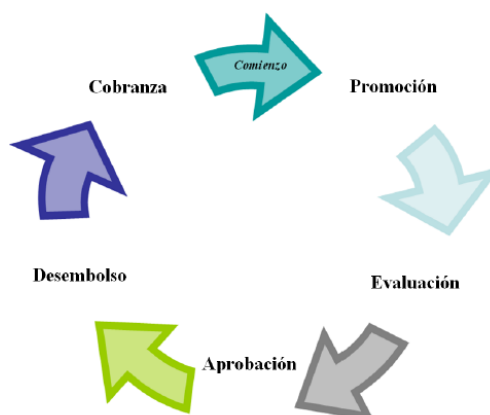 Comienzo
Cobranza
Promoción
Desembolso
Evaluación
Aprobación